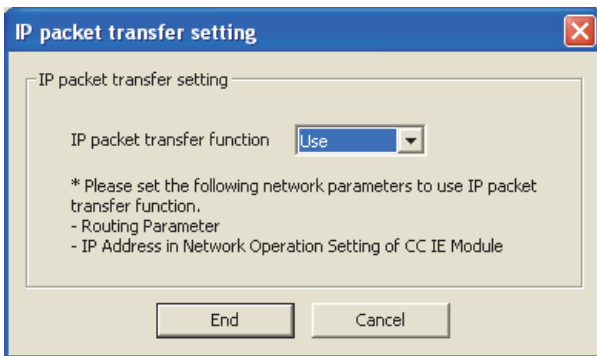 IP packet transfer setting
IP packet transfer setting
IP packet transfer function Use
* Please set the following network parameters to use IP packet
transfer function.
- Routing Parameter
- IP Address in Network Operation Setting of CC IE Module
End Cancel